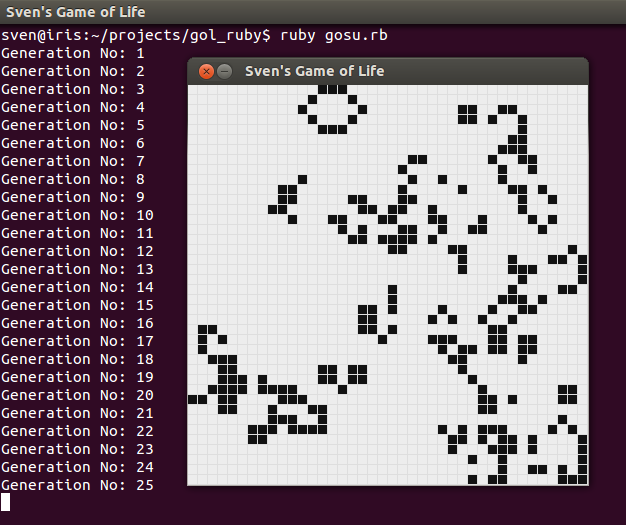 Sven's Game of Life
sven@iris:~/projects/gol_ruby$ ruby gosu.rb
Generation No: 1
Generation No: 2
Generation No: 3
Generation No: 4
Generation No: 5
Generation No: 6
Generation No: 7
Generation No: 8
Generation No: 9
Generation No: 10
Generation No: 11
Generation No: 12
Generation No: 13
Generation No: 14
Generation No: 15
Generation No: 16
Generation No: 17
Generation No: 18
Generation No: 19
Generation No: 20
Generation No: 21
Generation No: 22
Generation No: 23
Generation No: 24
Generation No: 25
Sven's Game of Life